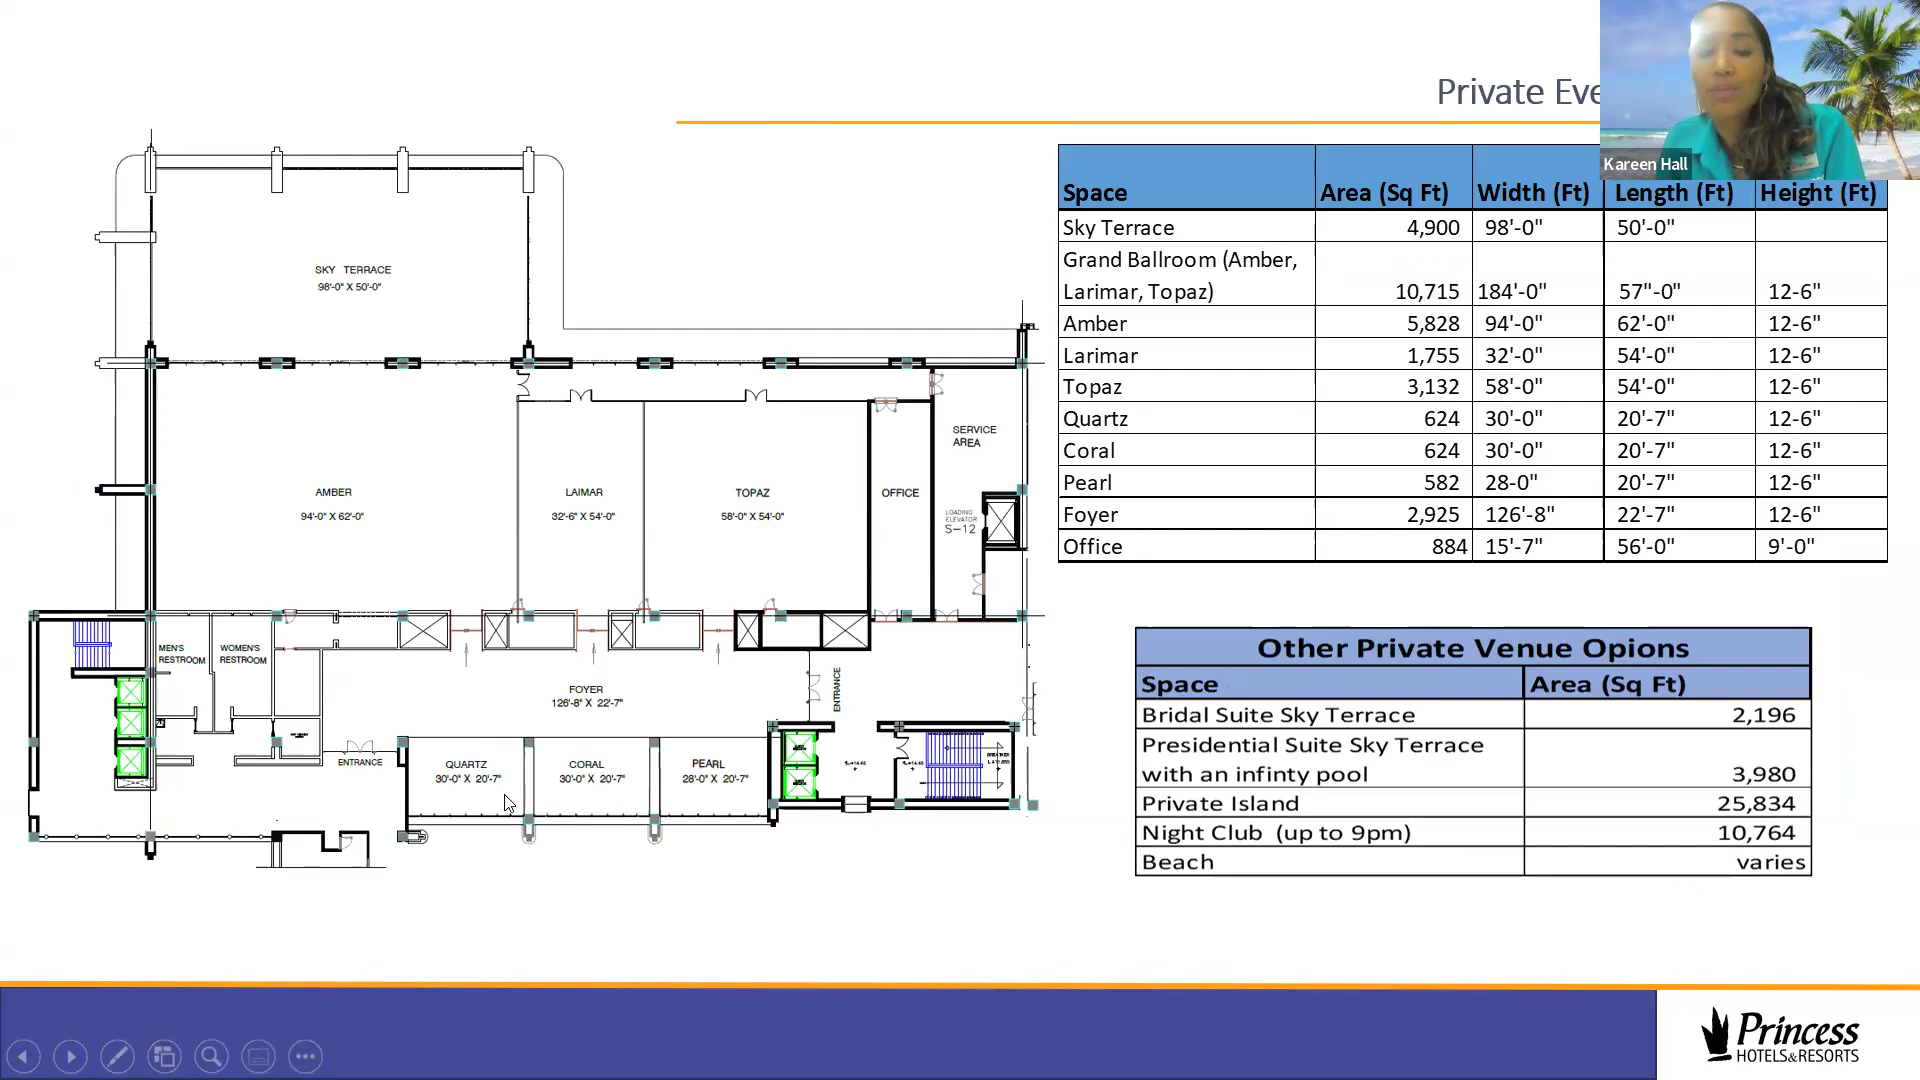 Private Eve
Kareen Hall
Space Area (Sq Ft) Width (Ft) Length (Ft) Height (Ft)
Sky Terrace 4,900 98'-0" 50'-0"
Grand Ballroom (Amber,
Larimar, Topaz) 10,715 184'-0" 57"-0" 12-6"
Amber 5,828 94'-0" 62'-0" 12-6"
Larimar 1,755 32'-0" 54'-0" 12-6"
Topaz 3,132 58'-0" 54'-0" 12-6"
Quartz 624 30'-0" 20'-7" 12-6"
Coral 624 30'-0" 20'-7" 12-6"
Pearl 582 28-0" 20'-7" 12-6"
Foyer 2,925 126'-8" 22'-7" 12-6"
Office 884 15'-7" 56'-0" 9'-0"
Other Private Venue Opions
Space Area (Sq Ft)
Bridal Suite Sky Terrace 2,196
Presidential Suite Sky Terrace
with an infinty pool 3,980
Private Island 25,834
Night Club (up to 9pm) 10,764
Beach varies
SKY TERRACE
98'-0" X 50'-0"
AMBER
94'-0" X 62'-0"
LAIMAR
32'-6" X 54'-0"
TOPAZ
58'-0" X 54'-0"
OFFICE
SERVICE
AREA
LOADING
ELEVATOR
S-12
MEN'S
RESTROOM
WOMEN'S
RESTROOM
FOYER
126'-8" X 22'-7"
ENTRANCE
ENTRANCE
QUARTZ
30'-0" X 20'-7"
CORAL
30'-0" X 20'-7"
PEARL
28'-0" X 20'-7"
Princess
HOTELS&RESORTS